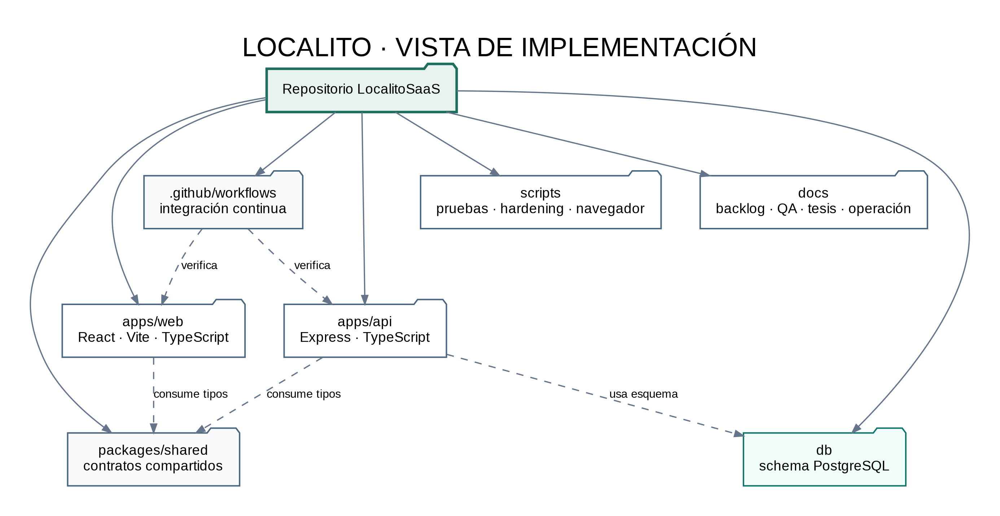 LOCALITO · VISTA DE IMPLEMENTACIÓN
Repositorio LocalitoSaaS
.github/workflows
integración continua
scripts
pruebas · hardening · navegador
docs
backlog · QA · tesis · operación
verifica
verifica
apps/web
React · Vite · TypeScript
apps/api
Express · TypeScript
consume tipos
consume tipos
usa esquema
packages/shared
contratos compartidos
db
schema PostgreSQL